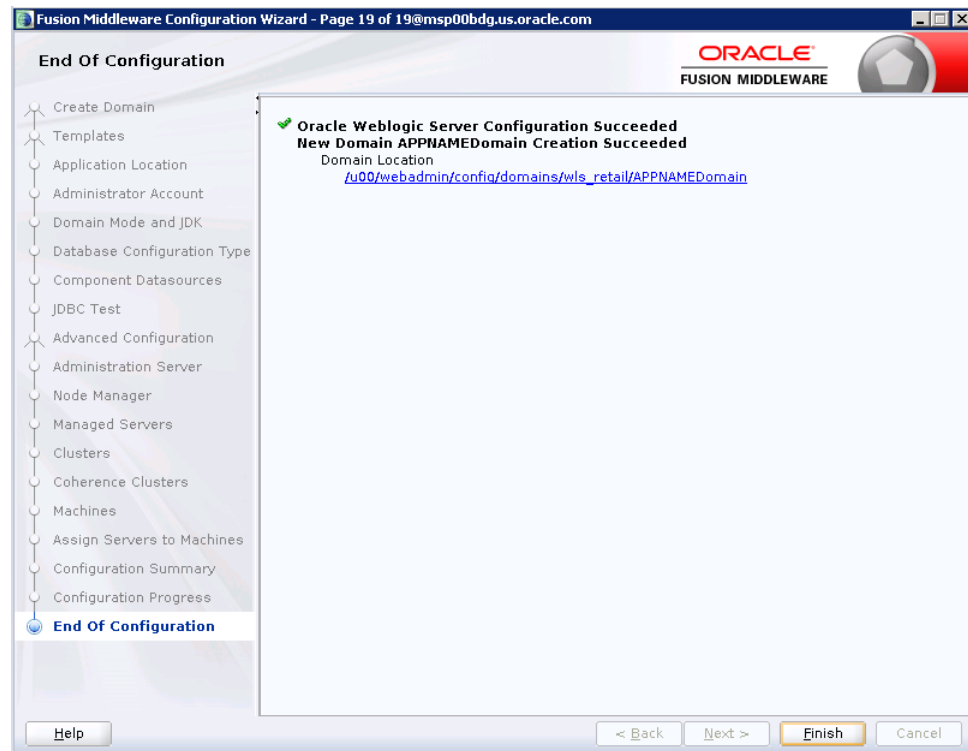 Fusion Middleware Configuration Wizard - Page 19 of 19@msp00bdg.us.oracle.com
End Of Configuration
ORACLE
FUSION MIDDLEWARE
Create Domain
Templates
Application Location
Administrator Account
Domain Mode and JDK
Database Configuration Type
Component Datasources
JDBC Test
Advanced Configuration
Administration Server
Node Manager
Managed Servers
Clusters
Coherence Clusters
Machines
Assign Servers to Machines
Configuration Summary
Configuration Progress
End Of Configuration
Oracle Weblogic Server Configuration Succeeded
New Domain APPNAMEDomain Creation Succeeded
Domain Location
/u00/webadmin/config/domains/wls_retail/APPNAMEDomain
Help
< Back
Next >
Finish
Cancel